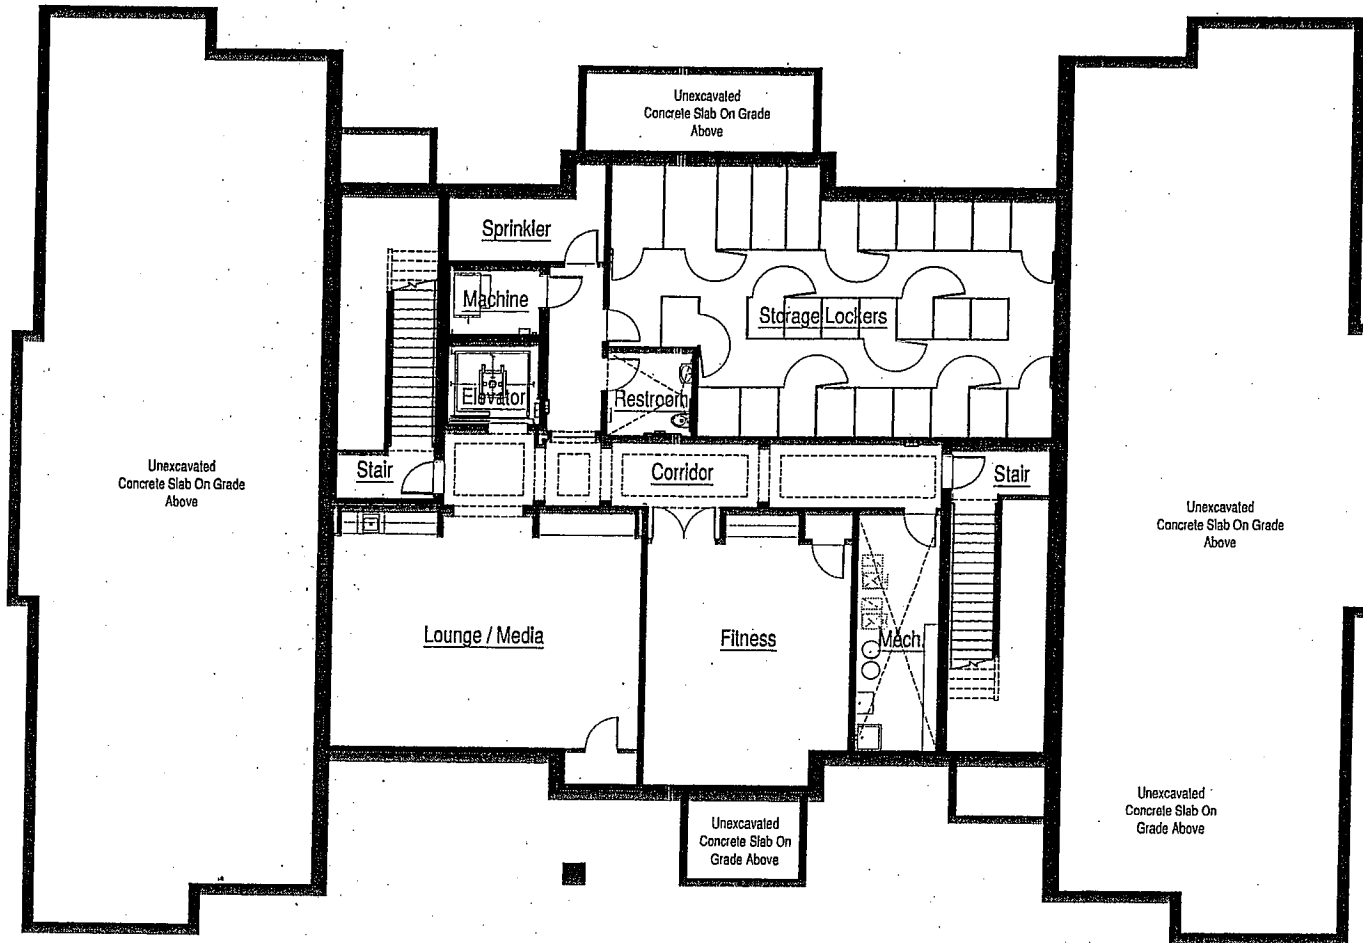 Unexcavated
Concrete Slab On Grade
Above
Sprinkler
Machine
Storage Lockers
Elevator
Restroom
Stair
Corridor
Stair
Unexcavated
Concrete Slab On Grade
Above
Unexcavated
Concrete Slab On Grade
Above
Lounge / Media
Fitness
Mech.
Unexcavated
Concrete Slab On
Grade Above
Unexcavated
Concrete Slab On
Grade Above